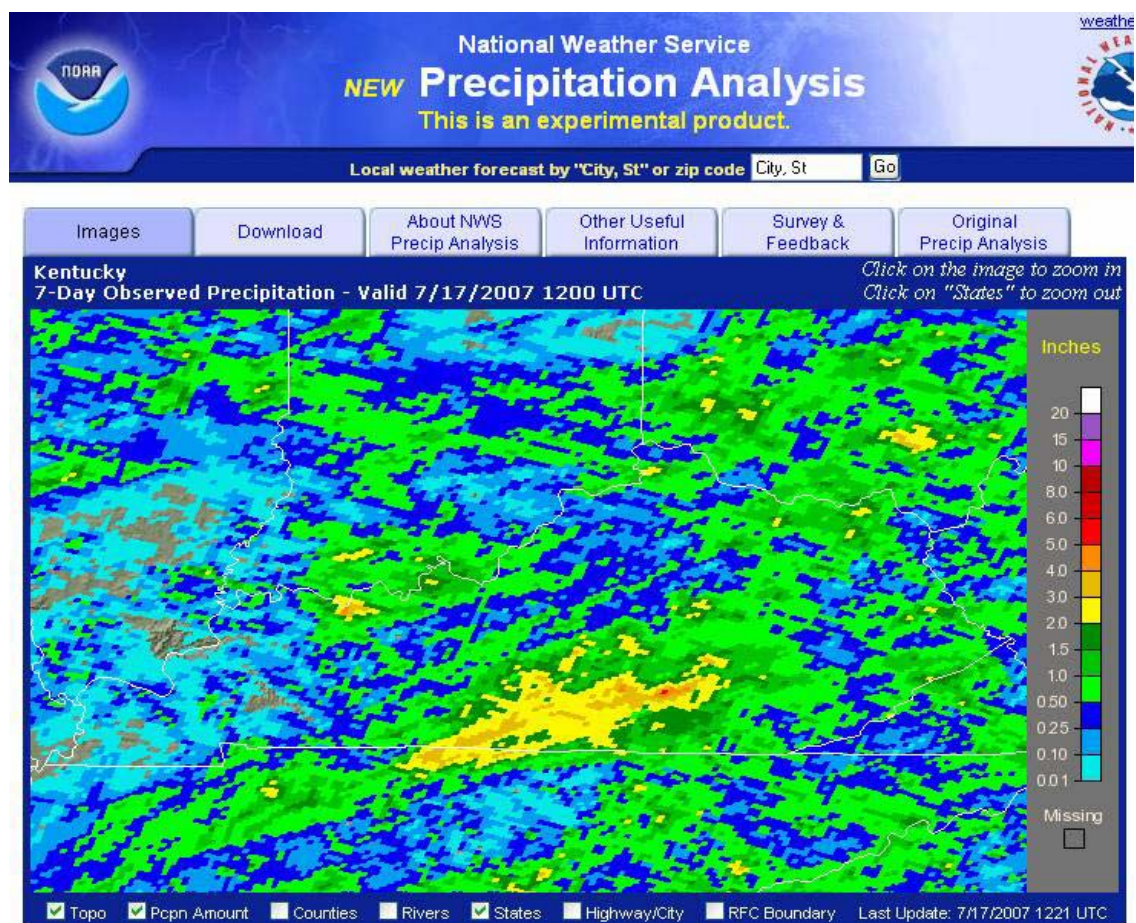 weathe
NOAA
National Weather Service
NEW Precipitation Analysis
This is an experimental product.
Local weather forecast by "City, St" or zip code City, St Go
Images
Download
About NWS
Precip Analysis
Other Useful
Information
Survey &
Feedback
Original
Precip Analysis
Kentucky
7-Day Observed Precipitation - Valid 7/17/2007 1200 UTC
Click on the image to zoom in
Click on "States" to zoom out
Inches
20
15
10
8.0
6.0
5.0
4.0
3.0
2.0
1.5
1.0
0.50
0.25
0.10
0.01
Missing
Topo Pcpn Amount Counties Rivers States Highway/City RFC Boundary Last Update: 7/17/2007 1221 UTC